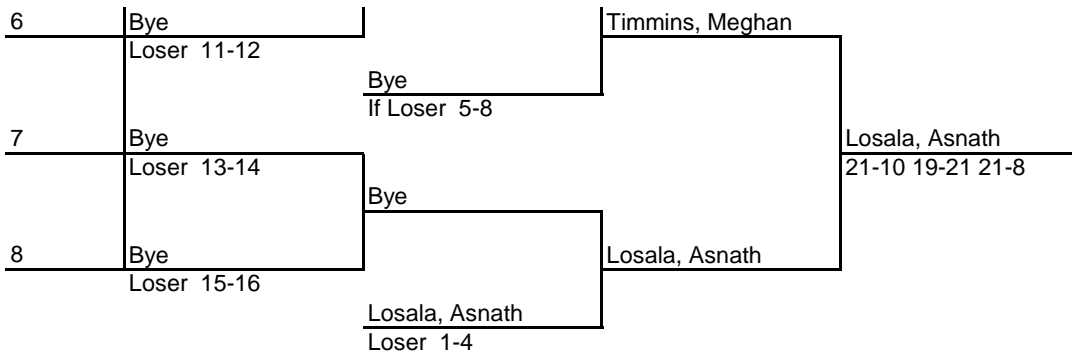 6 Bye Timmins, Meghan
Loser 11-12
Bye
If Loser 5-8
7 Bye Losala, Asnath
Loser 13-14 21-10 19-21 21-8
Bye
8 Bye Losala, Asnath
Loser 15-16
Losala, Asnath
Loser 1-4